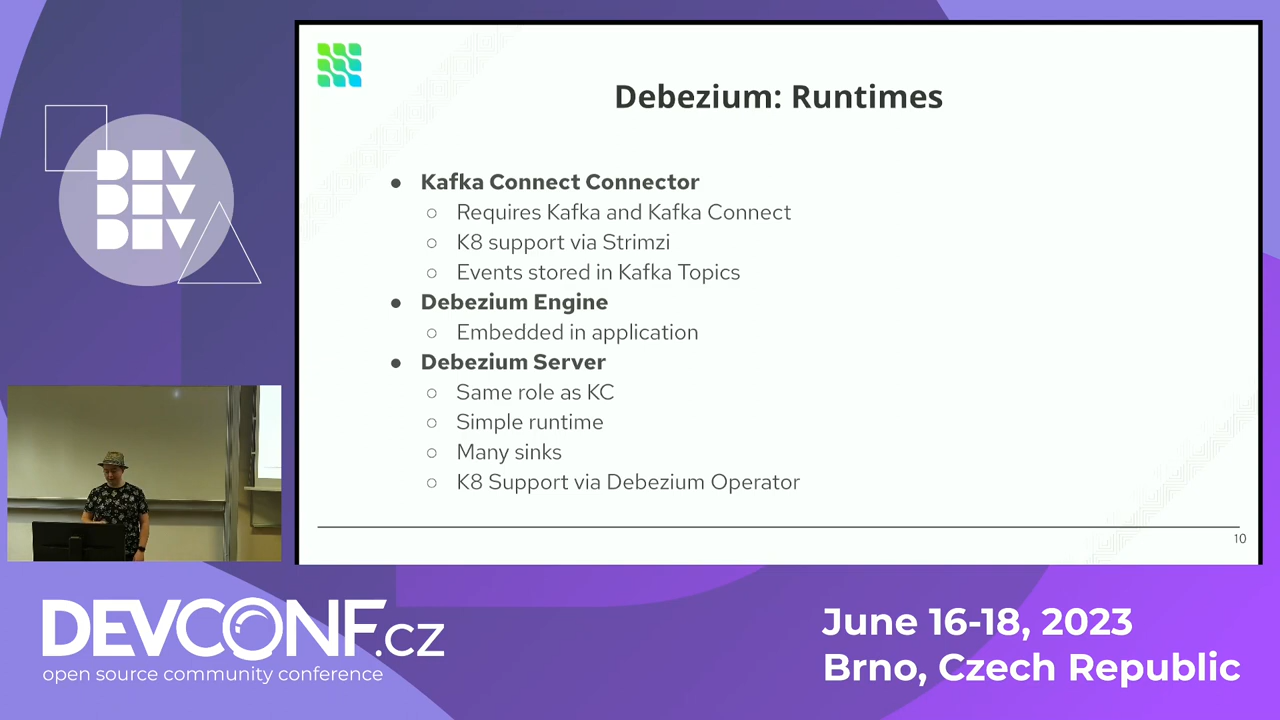 DEV
DEV
DEV
Debezium: Runtimes
● Kafka Connect Connector
○ Requires Kafka and Kafka Connect
○ K8 support via Strimzi
○ Events stored in Kafka Topics
● Debezium Engine
○ Embedded in application
● Debezium Server
○ Same role as KC
○ Simple runtime
○ Many sinks
○ K8 Support via Debezium Operator
10
DEVCONF.cz
open source community conference
June 16-18, 2023
Brno, Czech Republic